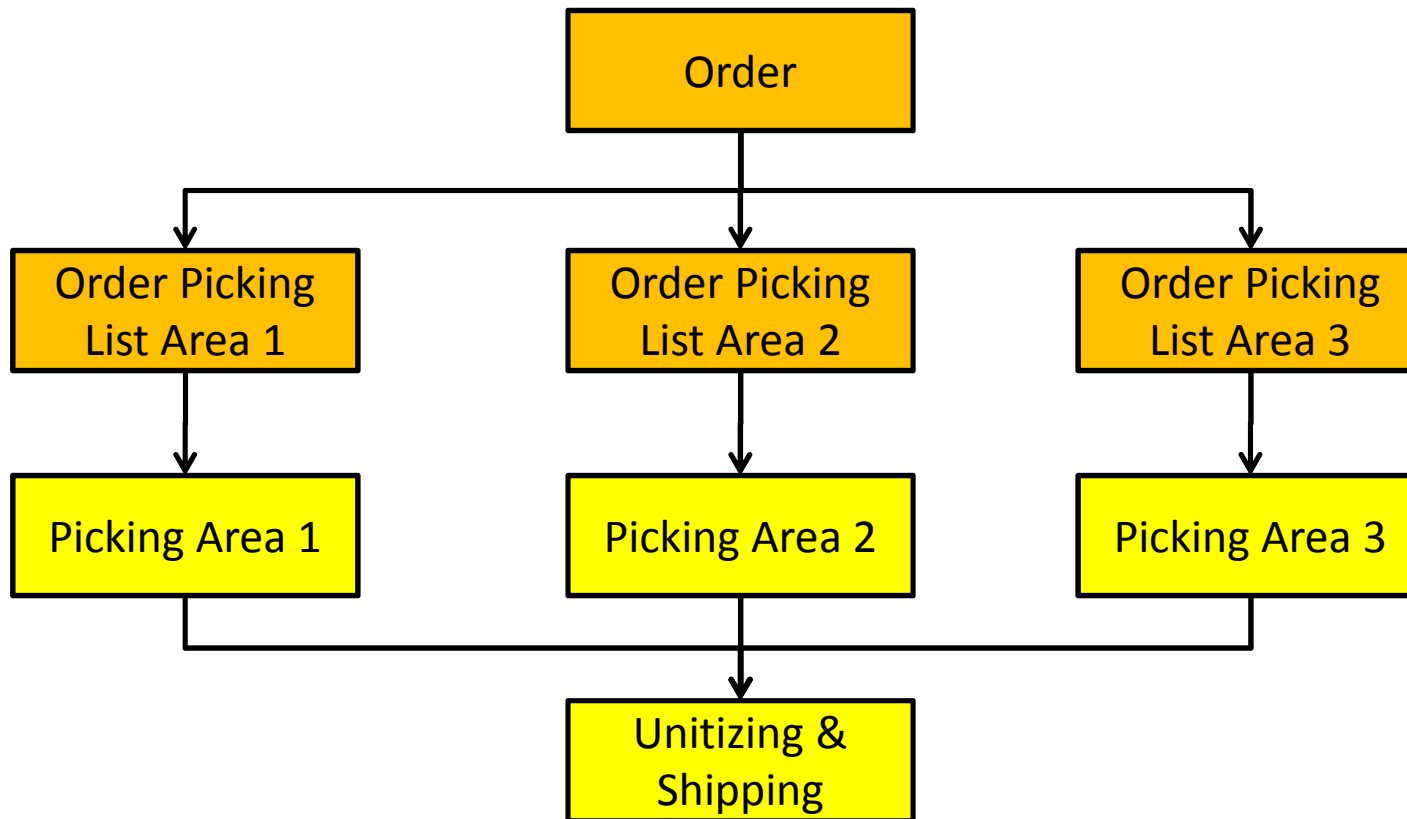 Order
Order Picking
List Area 1
Order Picking
List Area 2
Order Picking
List Area 3
Picking Area 1
Picking Area 2
Picking Area 3
Unitizing &
Shipping